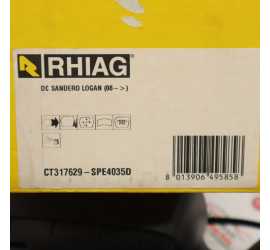 RHIAG
DC SANDERO LOGAN (08-->)
CT317629-SPE4035D
8 013906 495858